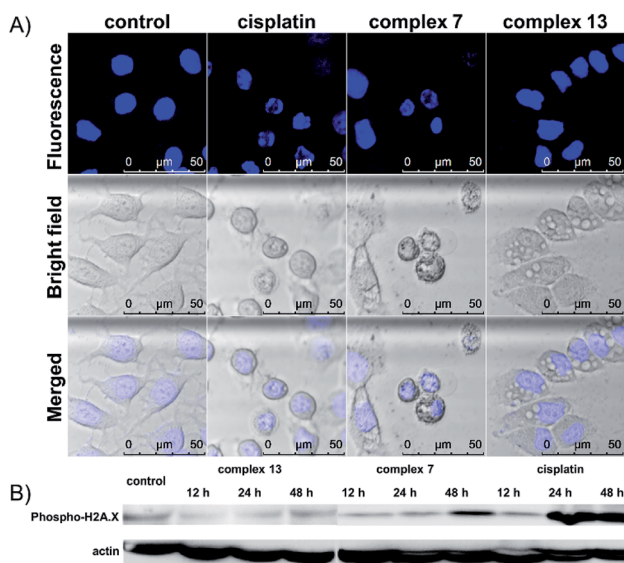 A)
control cisplatin complex 7 complex 13
Fluorescence
0 µm 50 0 µm 50 0 µm 50 0 µm 50
Bright field
0 µm 50 0 µm 50 0 µm 50 0 µm 50
Merged
0 µm 50 0 µm 50 0 µm 50 0 µm 50
B)
control complex 13 complex 7 cisplatin
12 h 24 h 48 h 12 h 24 h 48 h 12 h 24 h 48 h
Phospho-H2A.X
actin